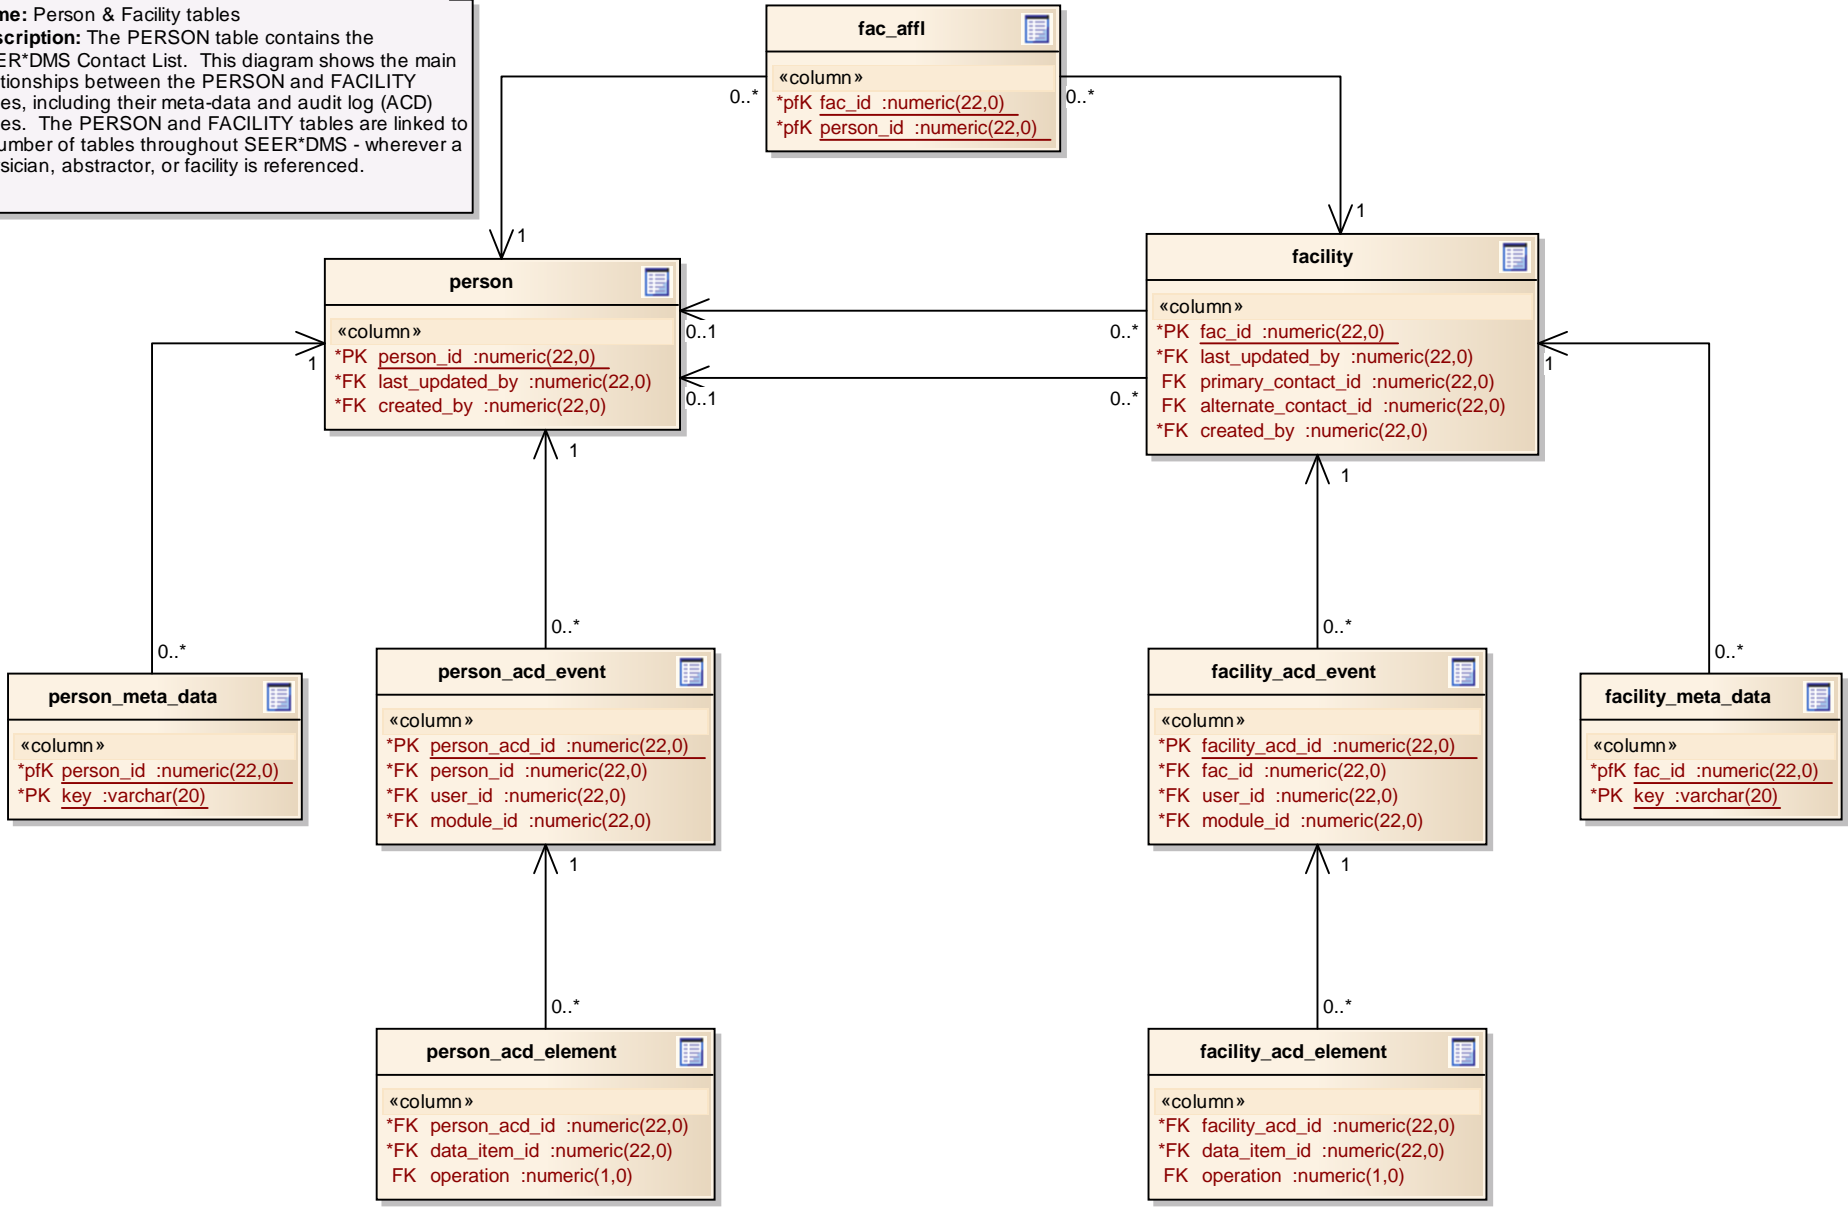 me: Person & Facility tables
scription: The PERSON table contains the
ER*DMS Contact List. This diagram shows the main
tionships between the PERSON and FACILITY
es, including their meta-data and audit log (ACD)
es. The PERSON and FACILITY tables are linked to
umber of tables throughout SEER*DMS - wherever a
sician, abstractor, or facility is referenced.
fac_affl
«column»
*pfK fac_id :numeric(22,0)
*pfK person_id :numeric(22,0)
0..*
0..*
1
1
person
«column»
*PK person_id :numeric(22,0)
*FK last_updated_by :numeric(22,0)
*FK created_by :numeric(22,0)
facility
«column»
*PK fac_id :numeric(22,0)
*FK last_updated_by :numeric(22,0)
FK primary_contact_id :numeric(22,0)
FK alternate_contact_id :numeric(22,0)
*FK created_by :numeric(22,0)
0..1
0..*
0..1
0..*
1
1
1
1
0..*
0..*
0..*
0..*
person_meta_data
«column»
*pfK person_id :numeric(22,0)
*PK key :varchar(20)
person_acd_event
«column»
*PK person_acd_id :numeric(22,0)
*FK person_id :numeric(22,0)
*FK user_id :numeric(22,0)
*FK module_id :numeric(22,0)
facility_acd_event
«column»
*PK facility_acd_id :numeric(22,0)
*FK fac_id :numeric(22,0)
*FK user_id :numeric(22,0)
*FK module_id :numeric(22,0)
facility_meta_data
«column»
*pfK fac_id :numeric(22,0)
*PK key :varchar(20)
1
1
0..*
0..*
person_acd_element
«column»
*FK person_acd_id :numeric(22,0)
*FK data_item_id :numeric(22,0)
FK operation :numeric(1,0)
facility_acd_element
«column»
*FK facility_acd_id :numeric(22,0)
*FK data_item_id :numeric(22,0)
FK operation :numeric(1,0)